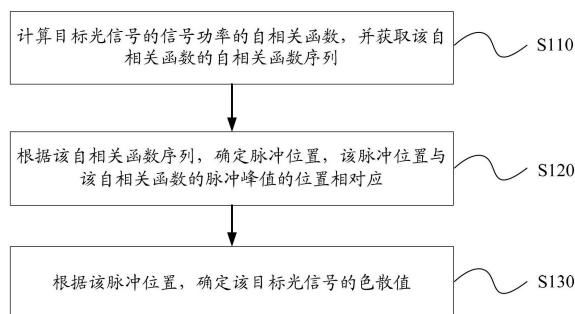 计算目标光信号的信号功率的自相关函数，并获取该自
相关函数的自相关函数序列
S110
根据该自相关函数序列，确定脉冲位置，该脉冲位置与
该自相关函数的脉冲峰值的位置相对应
S120
根据该脉冲位置，确定该目标光信号的色散值
S130